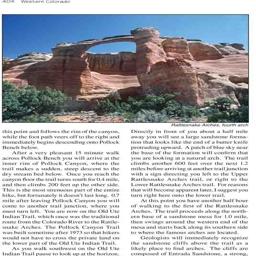 404 Western Colorado
Rattlesnake Arches, fourth arch
this point and follows the rim of the canyon,
while the foot path veers off to the right and
immediately begins descending onto Pollock
Bench below.
After a very pleasant 15 minute walk
across Pollock Bench you will arrive at the
inner rim of Pollock Canyon, where the
trail makes a sudden, steep descent to the
dry stream bed below. Once you reach the
canyon floor the trail turns south for 0.4 mile,
and then climbs 200 feet up the other side.
This is the most strenuous part of the entire
hike, but fortunately it doesn't last long. 0.7
mile after leaving Pollock Canyon you will
come to another trail junction, where you
must turn left. You are now on the Old Ute
Indian Trail, which once was the traditional
route from the Colorado River to the Rattle-
snake Arches. The Pollock Canyon Trail
was built sometime after 1973 so that hikers
would not have to cross the private land on
the lower part of the Old Ute Indian Trail.
As you walk southwest on the Old Ute
Indian Trail pause to look up at the horizon.
Directly in front of you about a half mile
away you will see a large sandstone forma-
tion that looks like the end of a butter knife
protruding upward. A patch of blue sky near
the base of the formation will confirm that
you are looking at a natural arch. The trail
climbs another 600 feet over the next 1.2
miles before arriving at another trail junction
with a sign directing you left to the Upper
Rattlesnake Arches trail, or right to the
Lower Rattlesnake Arches trail. For reasons
that will become apparent later, I suggest you
turn right here onto the lower trail.
At this point you have another half hour
of walking to the first of the Rattlesnake
Arches. The trail proceeds along the north-
ern base of a sandstone mesa for 1.0 mile,
then swings around the western end of the
mesa and starts back along its southern side
to where the famous arches are located.
Geologists will immediately recognize
the sandstone cliffs above the trail as a
likely place to find arches. The cliffs are
composed of Entrada Sandstone, a strong,